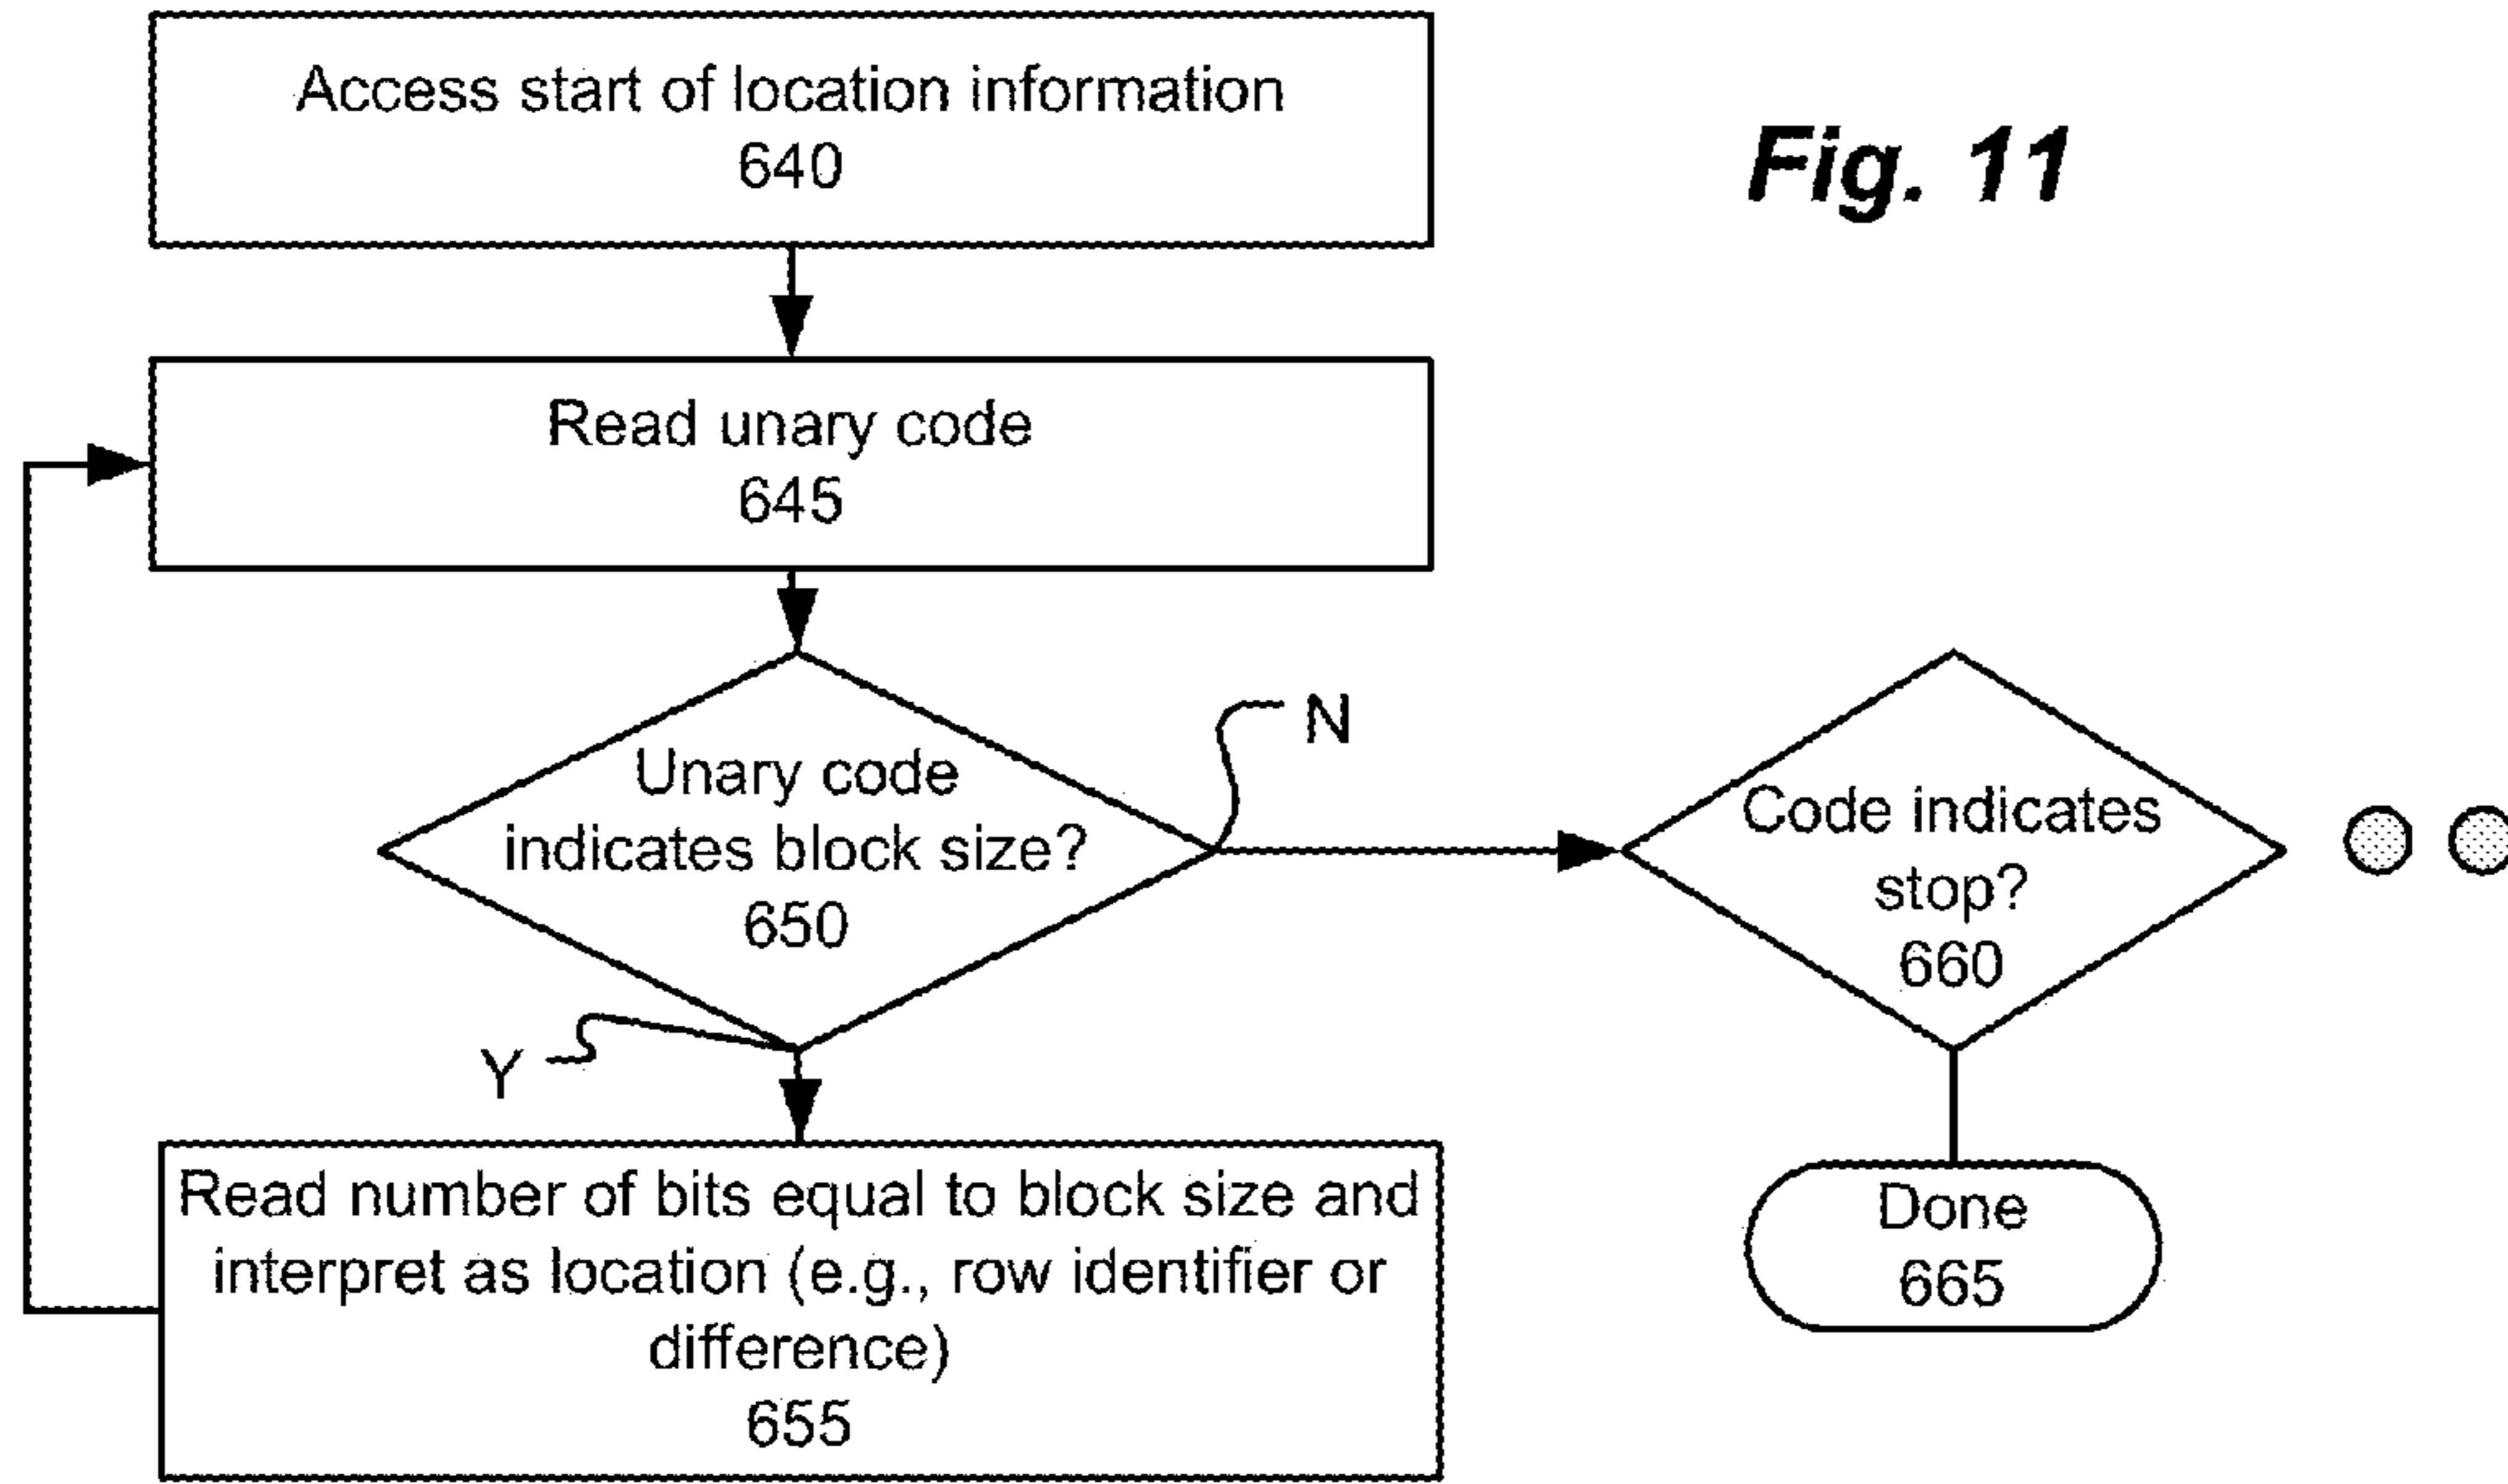 Access start of location information
640
Fig. 11
Read unary code
645
N
Unary code
indicates block size?
650
Code indicates
stop?
660
Y
Read number of bits equal to block size and
interpret as location (e.g., row identifier or
difference)
655
Done
665